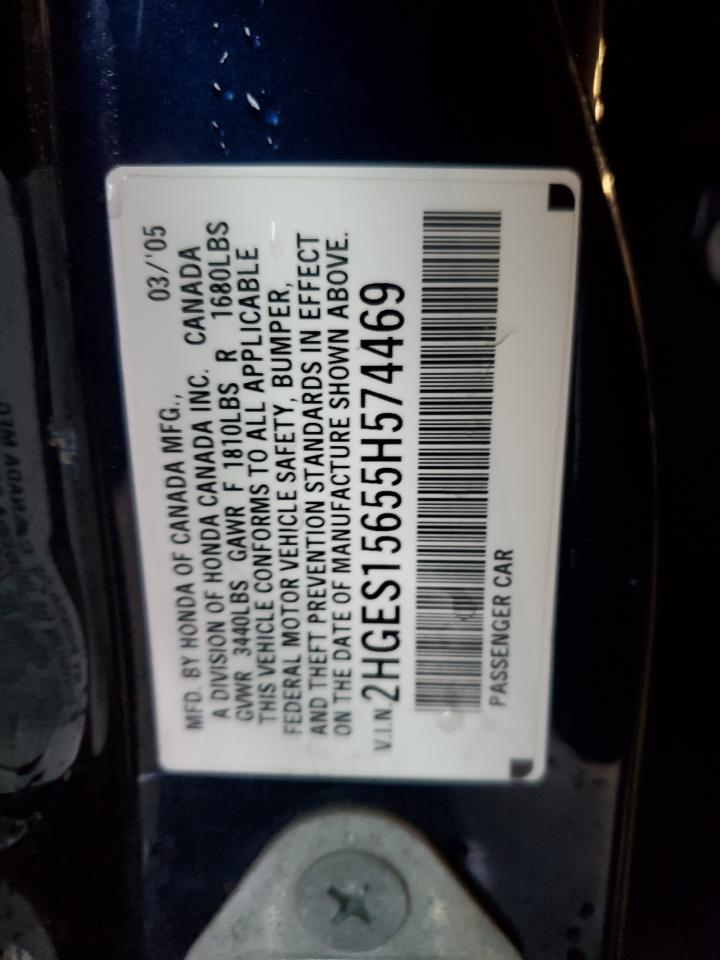 MFD. BY HONDA OF CANADA MFG., 03/'05
A DIVISION OF HONDA CANADA INC. CANADA
GVWR 3440LBS GAWR F 1810LBS R 1680LBS
THIS VEHICLE CONFORMS TO ALL APPLICABLE
FEDERAL MOTOR VEHICLE SAFETY, BUMPER,
AND THEFT PREVENTION STANDARDS IN EFFECT
ON THE DATE OF MANUFACTURE SHOWN ABOVE.
V.I.N. 2HGES15655H574469
PASSENGER CAR